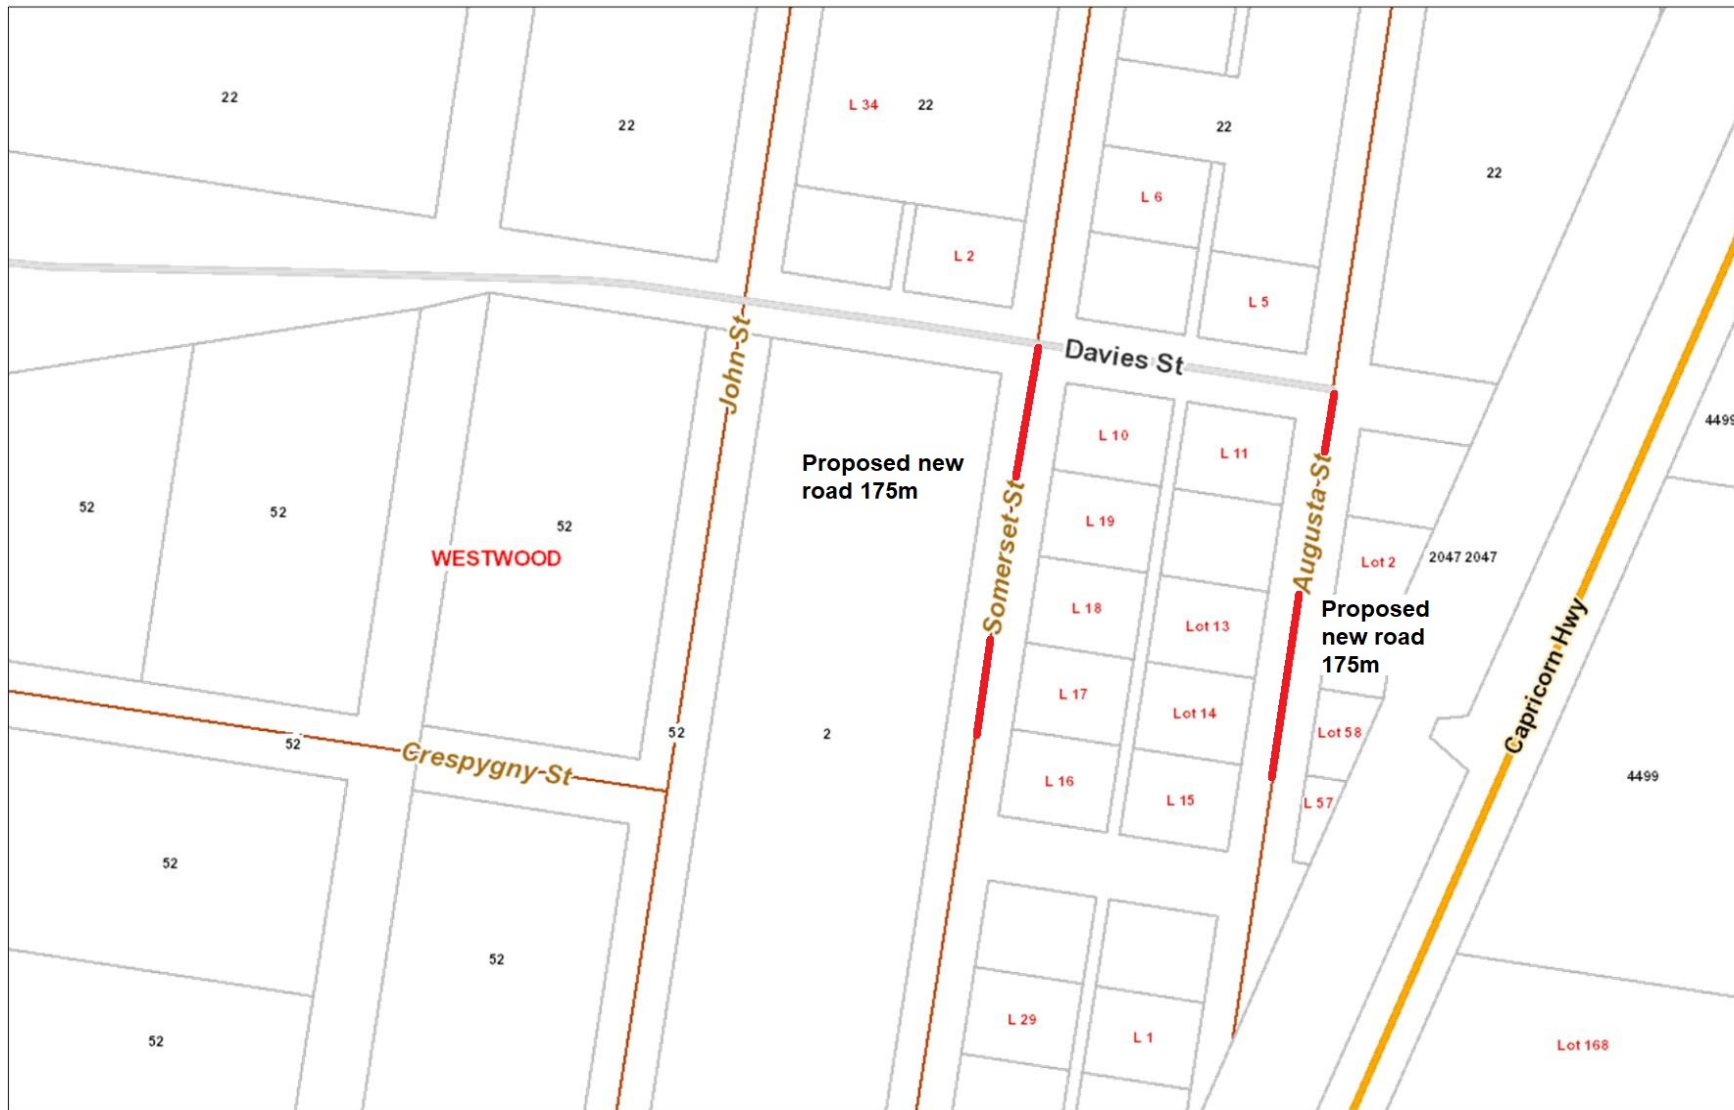 22
22
L 34
22
22
22
L 6
L 2
L 5
John-St
Davies St
4499
L 10
L 11
Proposed new
road 175m
52
52
52
WESTWOOD
Somerset-St
L 19
Augusta-St
Lot 2
2047 2047
L 18
Lot 13
Proposed
new road
175m
Capricorn-Hwy
L 17
Lot 14
Lot 58
52
Crespygny-St
52
2
L 16
L 15
L 57
4499
52
52
52
L 29
L 1
Lot 168